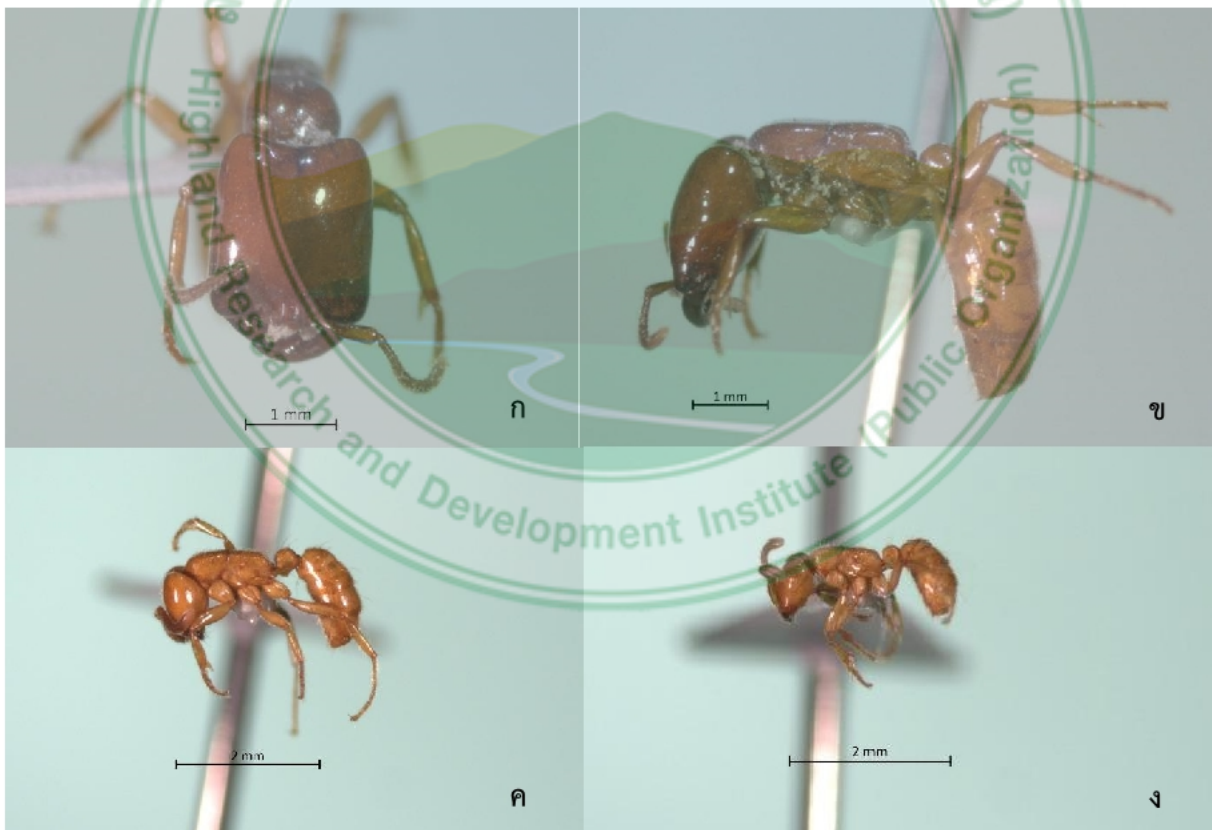 Highland Research and Development Institute (Public Organization)
1 mm
ก
1 mm
ข
2 mm
ค
2 mm
ง